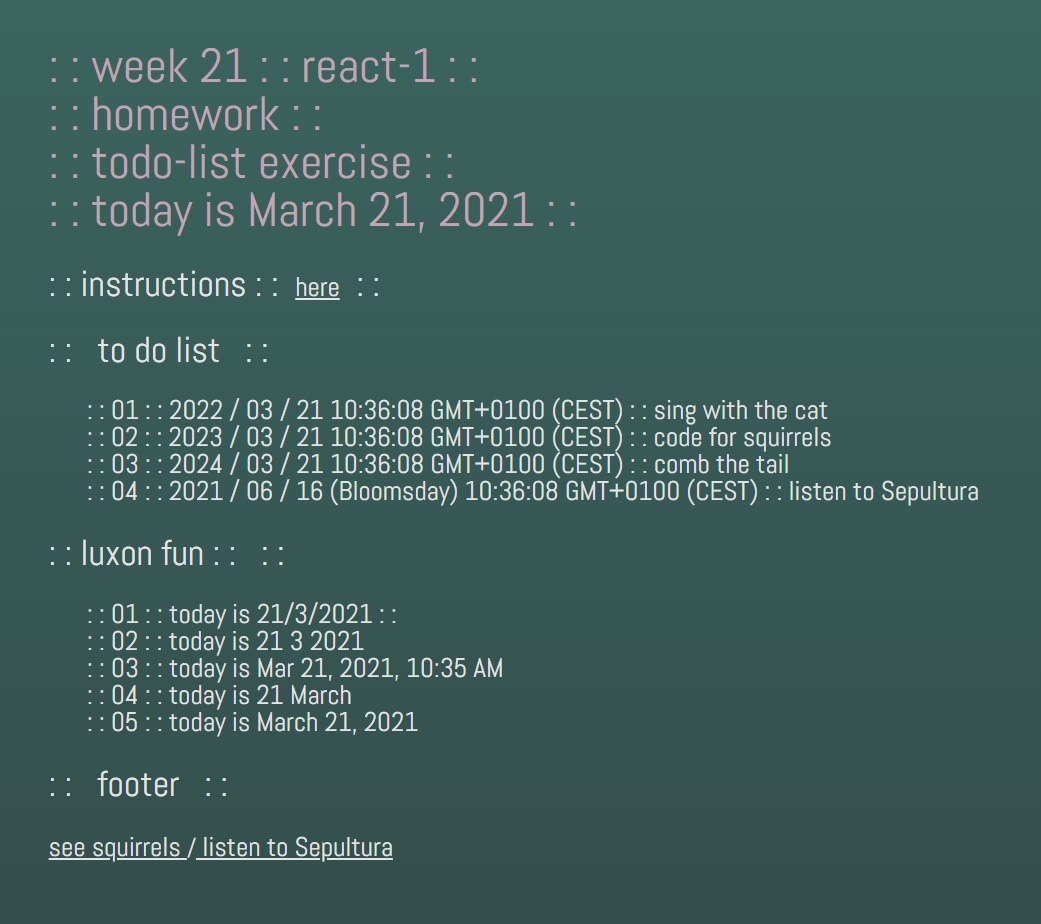 : : week 21 : : react-1 : :
: : homework : :
: : todo-list exercise : :
: : today is March 21, 2021 : :
: : instructions : : here : :
: : to do list : :
: : 01 : : 2022 / 03 / 21 10:36:08 GMT+0100 (CEST) : : sing with the cat
: : 02 : : 2023 / 03 / 21 10:36:08 GMT+0100 (CEST) : : code for squirrels
: : 03 : : 2024 / 03 / 21 10:36:08 GMT+0100 (CEST) : : comb the tail
: : 04 : : 2021 / 06 / 16 (Bloomsday) 10:36:08 GMT+0100 (CEST) : : listen to Sepultura
: : luxon fun : : : :
: : 01 : : today is 21/3/2021 : :
: : 02 : : today is 21 3 2021
: : 03 : : today is Mar 21, 2021, 10:35 AM
: : 04 : : today is 21 March
: : 05 : : today is March 21, 2021
: : footer : :
see squirrels / listen to Sepultura